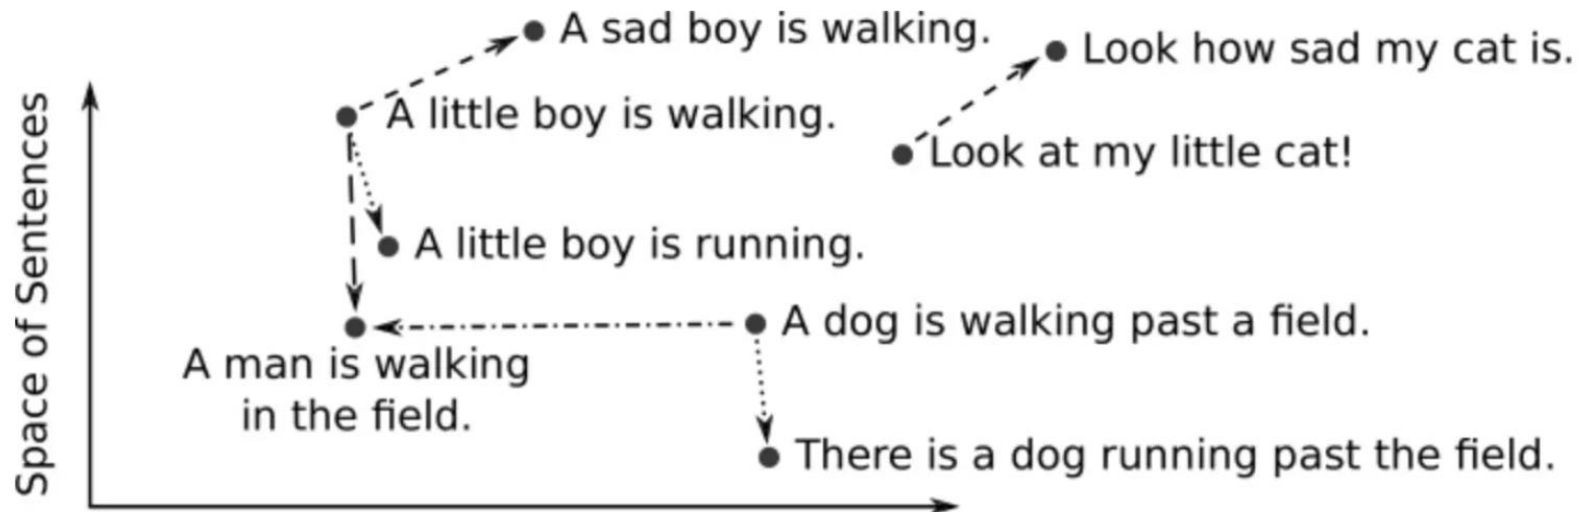 A sad boy is walking.
Look how sad my cat is.
A little boy is walking.
Look at my little cat!
A little boy is running.
A dog is walking past a field.
A man is walking
in the field.
There is a dog running past the field.
Space of Sentences